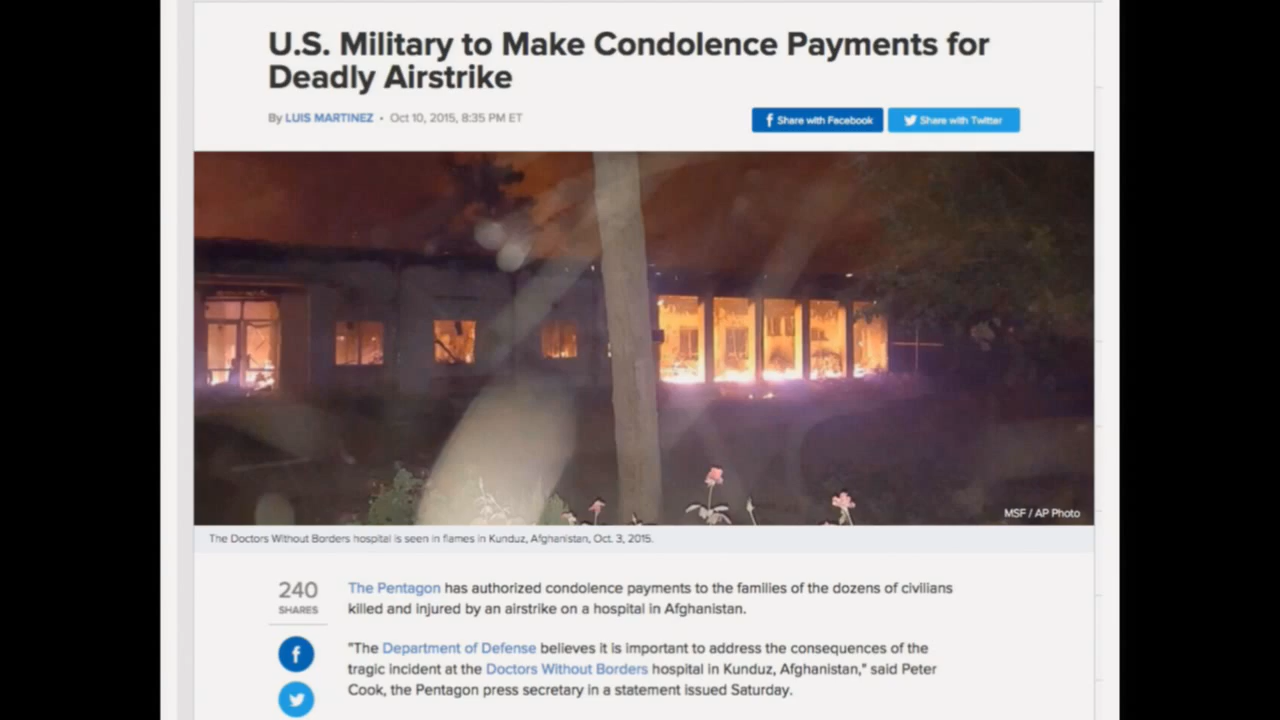 U.S. Military to Make Condolence Payments for
Deadly Airstrike
By LUIS MARTINEZ • Oct 10, 2015, 8:35 PM ET
Share with Facebook
Share with Twitter
MSF / AP Photo
The Doctors Without Borders hospital is seen in flames in Kunduz, Afghanistan, Oct. 3, 2015.
240
SHARES
The Pentagon has authorized condolence payments to the families of the dozens of civilians
killed and injured by an airstrike on a hospital in Afghanistan.
"The Department of Defense believes it is important to address the consequences of the
tragic incident at the Doctors Without Borders hospital in Kunduz, Afghanistan," said Peter
Cook, the Pentagon press secretary in a statement issued Saturday.